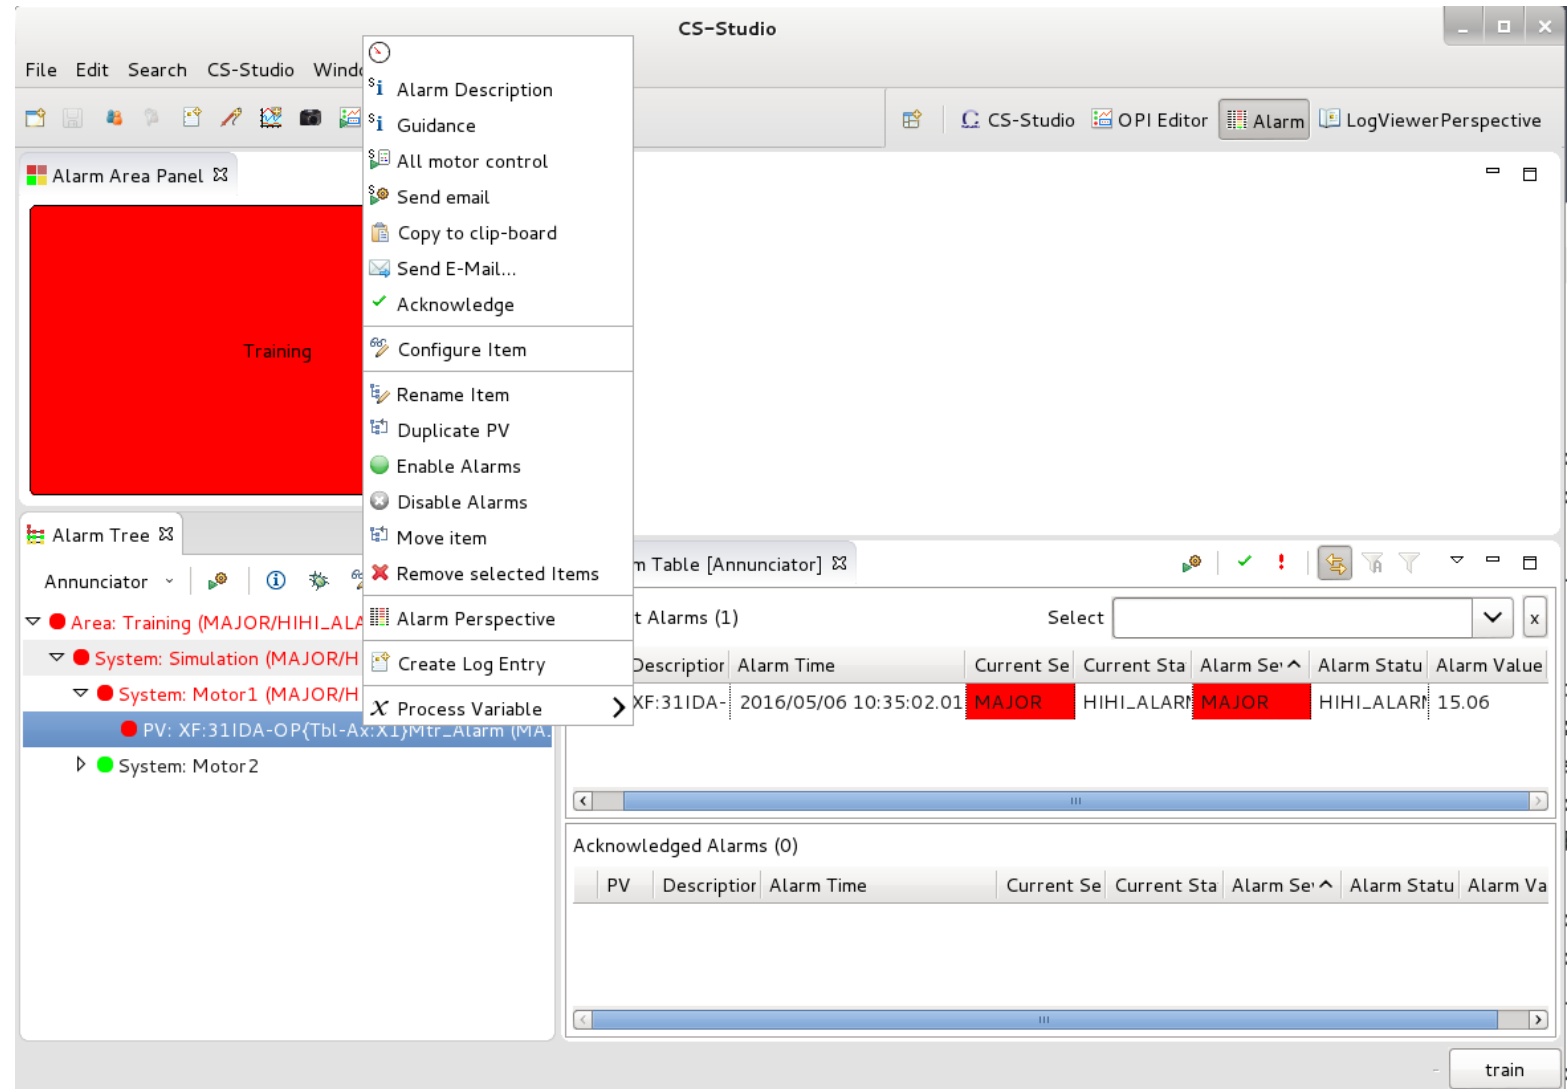 CS-Studio
File Edit Search CS-Studio Windo
CS-Studio OPI Editor Alarm LogViewerPerspective
Alarm Area Panel
Training
Alarm Description
Guidance
All motor control
Send email
Copy to clip-board
Send E-Mail...
Acknowledge
Configure Item
Rename Item
Duplicate PV
Enable Alarms
Disable Alarms
Move item
Remove selected Items
Alarm Perspective
Create Log Entry
Process Variable
Alarm Tree
Annunciator
Area: Training (MAJOR/HIHI_ALA
System: Simulation (MAJOR/H
System: Motor1 (MAJOR/H
PV: XF:31IDA-OP{Tbl-Ax:X1}Mtr_Alarm (MA.
System: Motor2
m Table [Annunciator]
t Alarms (1) Select x
Description Alarm Time Current Se Current Sta Alarm Se Alarm Statu Alarm Value
XF:31IDA- 2016/05/06 10:35:02.01 MAJOR HIHI_ALARM MAJOR HIHI_ALARM 15.06
Acknowledged Alarms (0)
PV Description Alarm Time Current Se Current Sta Alarm Se Alarm Statu Alarm Va
train